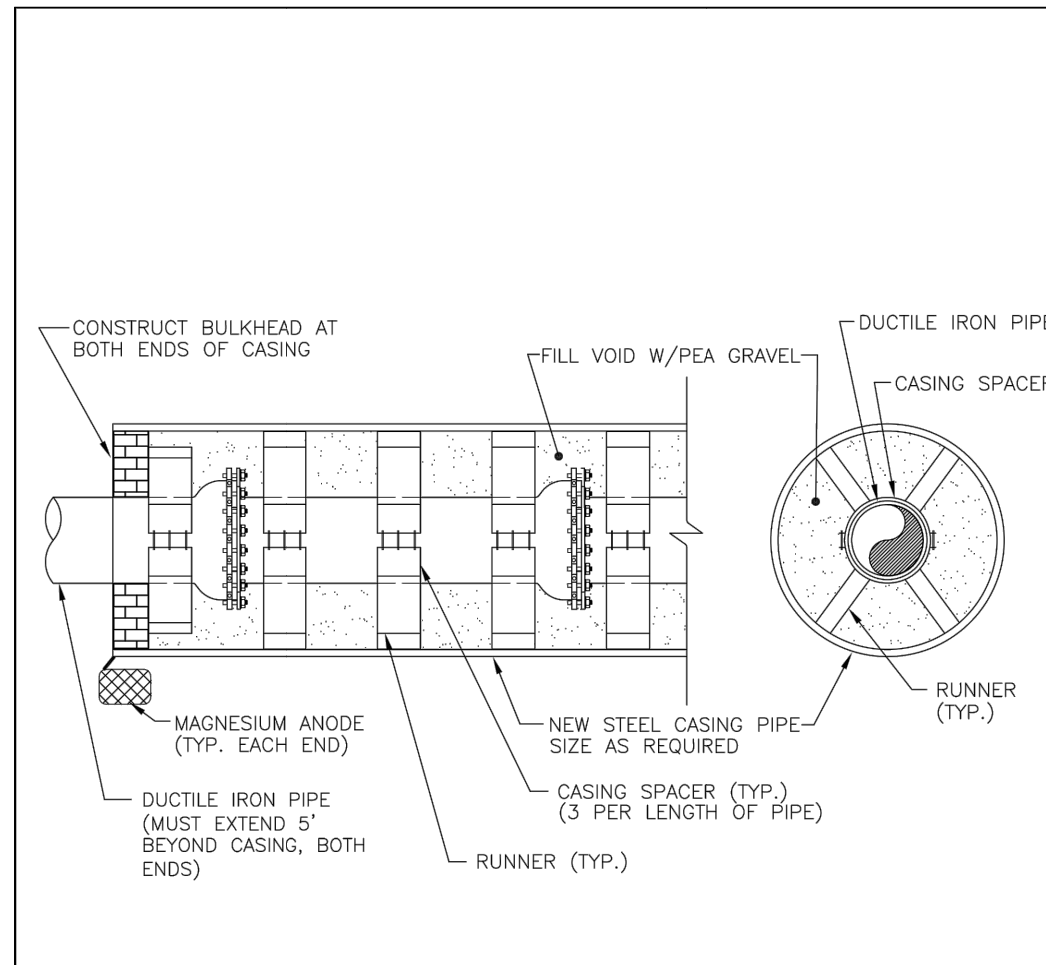 CONSTRUCT BULKHEAD AT
BOTH ENDS OF CASING
FILL VOID W/PEA GRAVEL
DUCTILE IRON PIPE
CASING SPACER
MAGNESIUM ANODE
(TYP. EACH END)
NEW STEEL CASING PIPE
SIZE AS REQUIRED
RUNNER
(TYP.)
DUCTILE IRON PIPE
(MUST EXTEND 5'
BEYOND CASING, BOTH
ENDS)
CASING SPACER (TYP.)
(3 PER LENGTH OF PIPE)
RUNNER (TYP.)